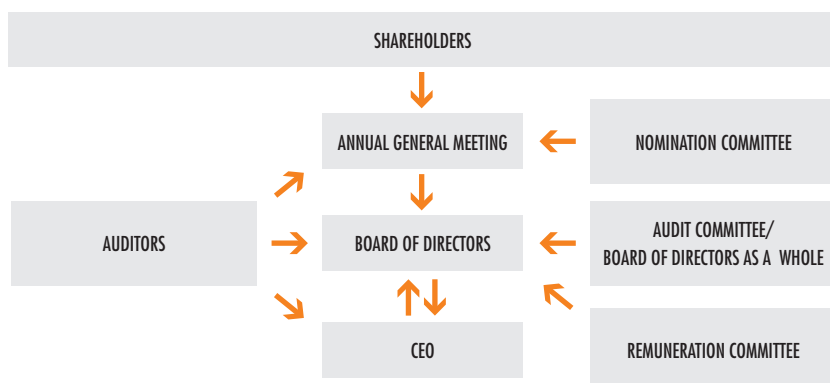 SHAREHOLDERS
ANNUAL GENERAL MEETING
NOMINATION COMMITTEE
AUDITORS
BOARD OF DIRECTORS
AUDIT COMMITTEE/
BOARD OF DIRECTORS AS A WHOLE
CEO
REMUNERATION COMMITTEE